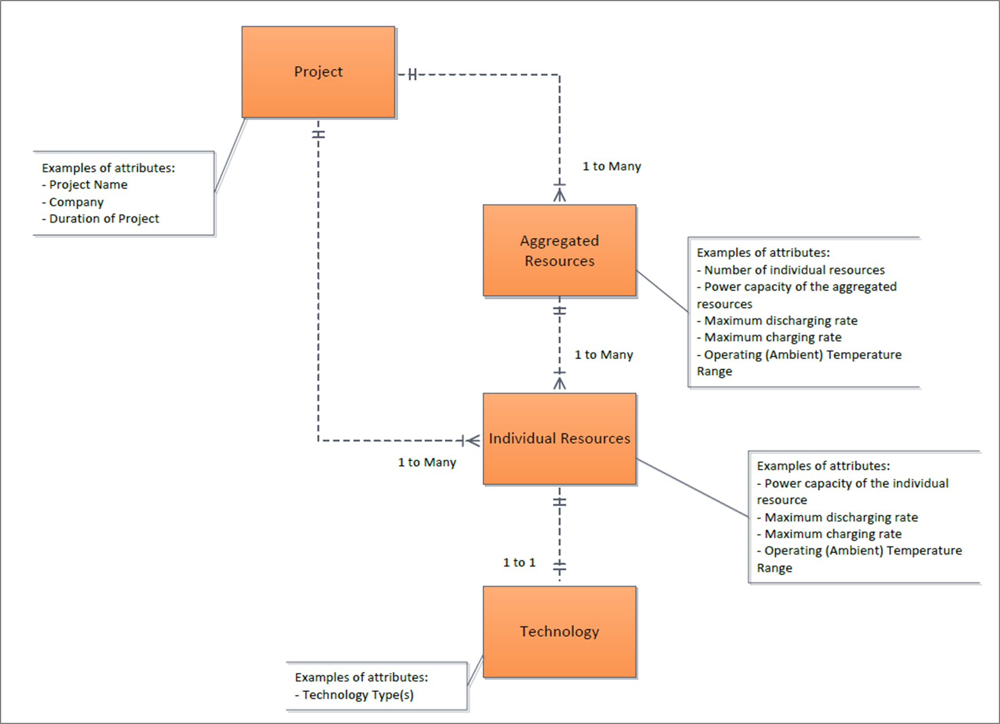 Project
Examples of attributes:
- Project Name
- Company
- Duration of Project
1 to Many
Aggregated
Resources
Examples of attributes:
- Number of individual resources
- Power capacity of the aggregated
resources
- Maximum discharging rate
- Maximum charging rate
- Operating (Ambient) Temperature
Range
1 to Many
Individual Resources
1 to Many
Examples of attributes:
- Power capacity of the individual
resource
- Maximum discharging rate
- Maximum charging rate
- Operating (Ambient) Temperature
Range
1 to 1
Technology
Examples of attributes:
- Technology Type(s)